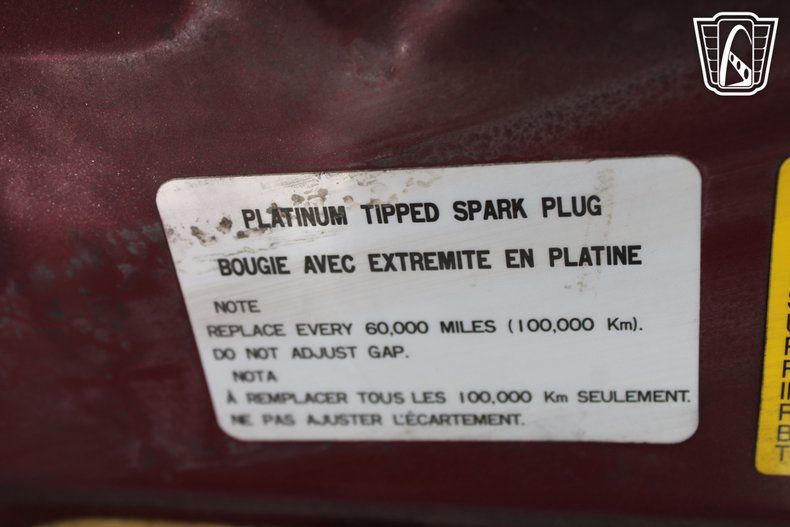 PLATINUM TIPPED SPARK PLUG
BOUGIE AVEC EXTREMITE EN PLATINE
NOTE
REPLACE EVERY 60,000 MILES (100,000 Km).
DO NOT ADJUST GAP.
NOTA
À REMPLACER TOUS LES 100,000 Km SEULEMENT.
NE PAS AJUSTER L'ÉCARTEMENT.